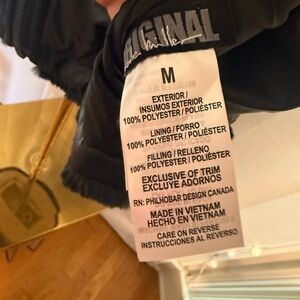 ORIGINAL
M
EXTERIOR/
INSUMOS EXTERIOR
100% POLYESTER / POLIÉSTER
LINING / FORRO
100% POLYESTER / POLIÉSTER
FILLING / RELLENO
100% POLYESTER / POLIÉSTER
EXCLUSIVE OF TRIM
EXCLUYE ADORNOS
RN: PHILHOBAR DESIGN CANADA
MADE IN VIETNAM
HECHO EN VIETNAM
CARE ON REVERSE
INSTRUCCIONES AL REVERSO